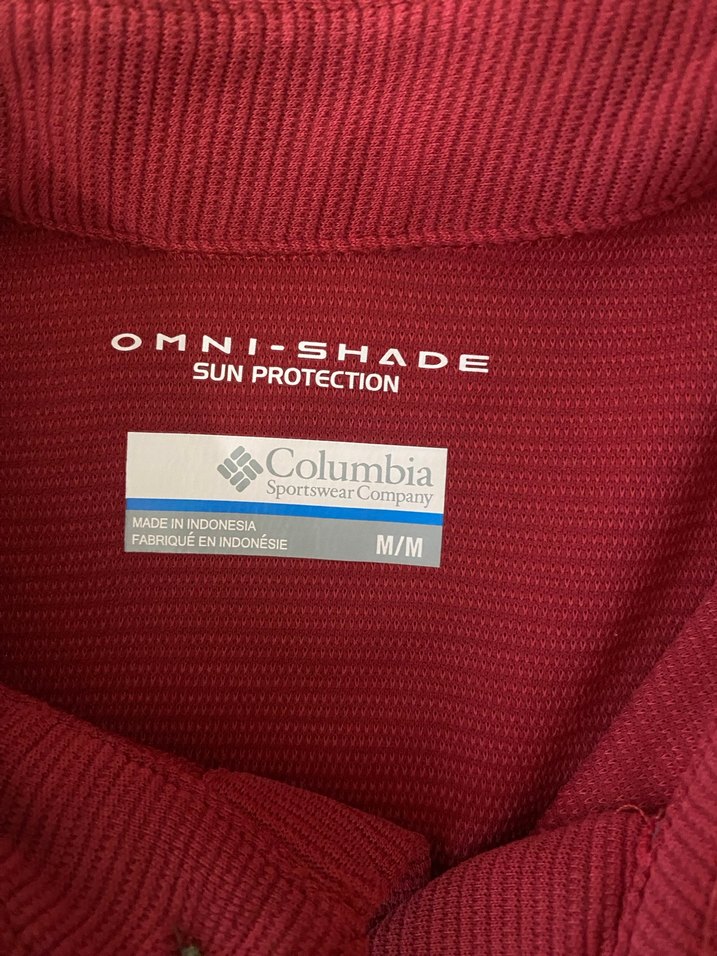 OMNI-SHADE
SUN PROTECTION
Columbia
Sportswear Company
MADE IN INDONESIA
FABRIQUÉ EN INDONÉSIE
M/M